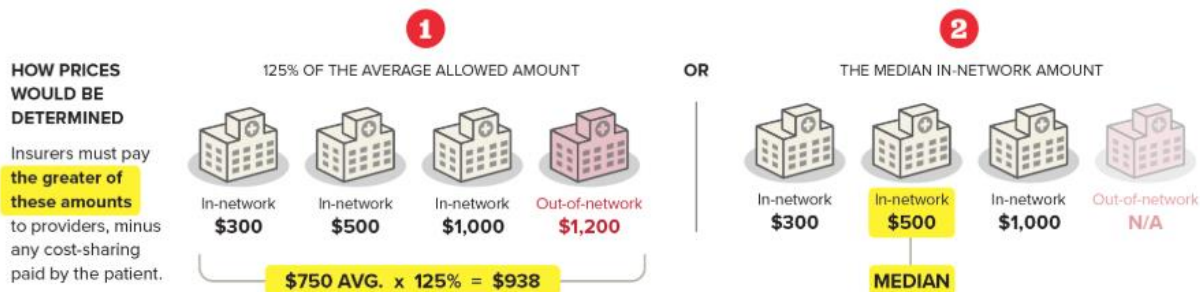 1
2
HOW PRICES
WOULD BE
DETERMINED
Insurers must pay
the greater of
these amounts
to providers, minus
any cost-sharing
paid by the patient.
125% OF THE AVERAGE ALLOWED AMOUNT
In-network
$300
In-network
$500
In-network
$1,000
Out-of-network
$1,200
$750 AVG. x 125% = $938
OR
THE MEDIAN IN-NETWORK AMOUNT
In-network
$300
In-network
$500
In-network
$1,000
Out-of-network
N/A
MEDIAN